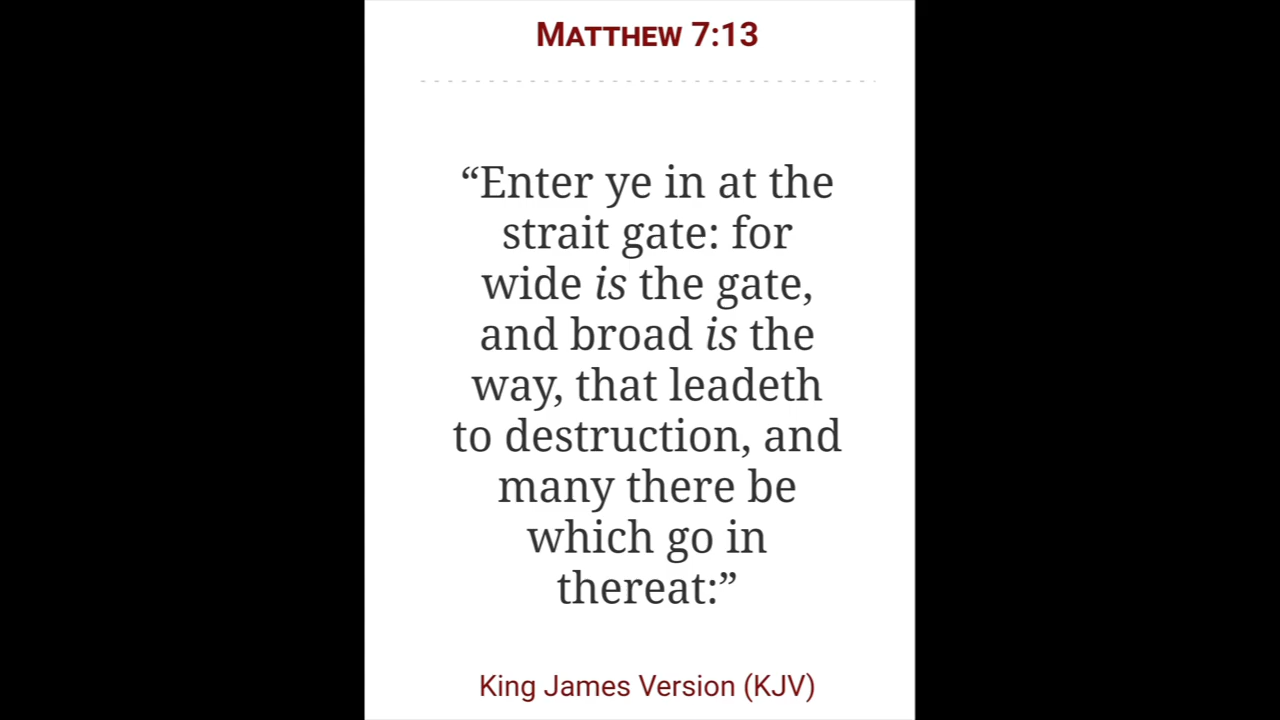 MATTHEW 7:13
“Enter ye in at the
strait gate: for
wide is the gate,
and broad is the
way, that leadeth
to destruction, and
many there be
which go in
thereat:”
King James Version (KJV)